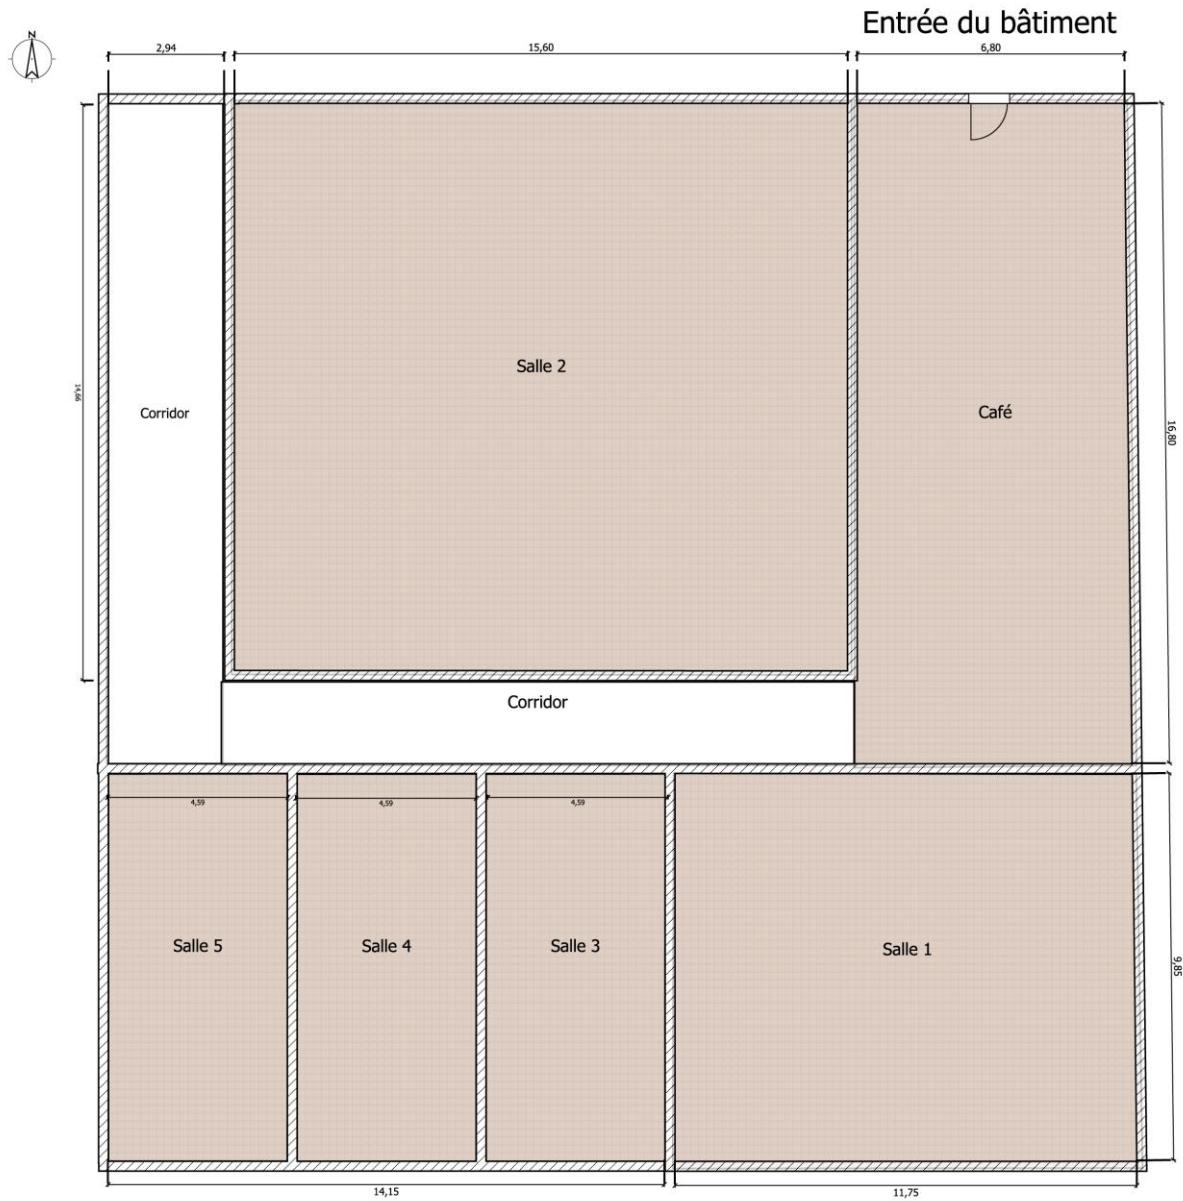 Entrée du bâtiment
N
2,94
15,60
6,80
Salle 2
14,66
Corridor
Café
16,80
Corridor
4,59
4,59
4,59
Salle 5
Salle 4
Salle 3
Salle 1
9,85
14,15
11,75